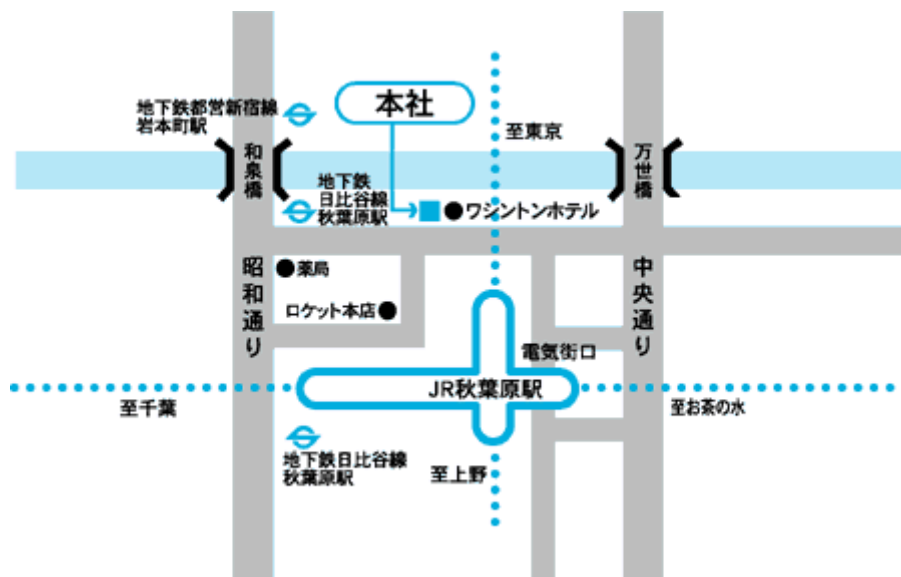 本社
地下鉄都営新宿線
岩本町駅
至東京
和泉橋
万世橋
地下鉄
日比谷線
秋葉原駅
ワシントンホテル
昭和通り
薬局
中央通り
ロケット本店
電気街口
JR秋葉原駅
至千葉
至お茶の水
地下鉄日比谷線
秋葉原駅
至上野